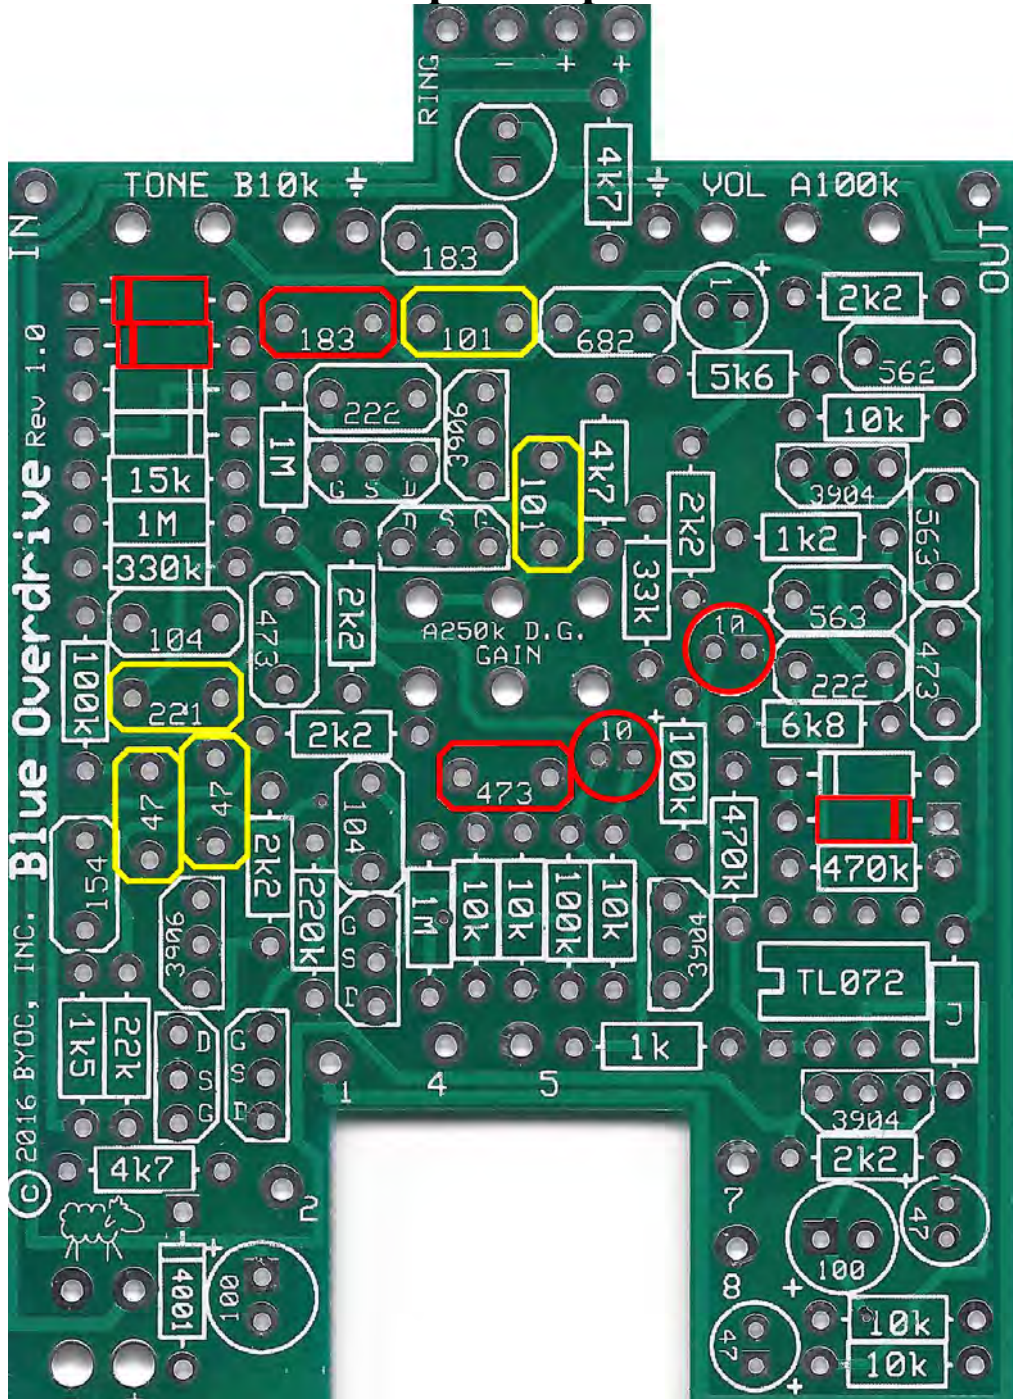 RING - + +
4k7
TONE B10k
VOL A100k
IN
OUT
183
183
101
682
1
+
2k2
5k6
562
10k
Blue Overdrive Rev 1.0
©2016 BYOC, INC.
15k
1M
330k
1M
222
3906
G S D
D S G
101
4k7
33k
2k2
3904
1k2
563
563
104
473
2k2
A250k D.G.
GAIN
10
+
222
473
6k8
100k
221
2k2
47
47
104
473
10
+
100k
470k
470k
154
3906
2k2
220k
G
S
D
1M
10k
10k
100k
10k
3904
TL072
J
1k5
22k
D
S
G
G
S
D
1k
1
4
5
3904
2k2
4k7
2
7
8
4001
+
100
+
47
+
100
+
47
10k
10k
+